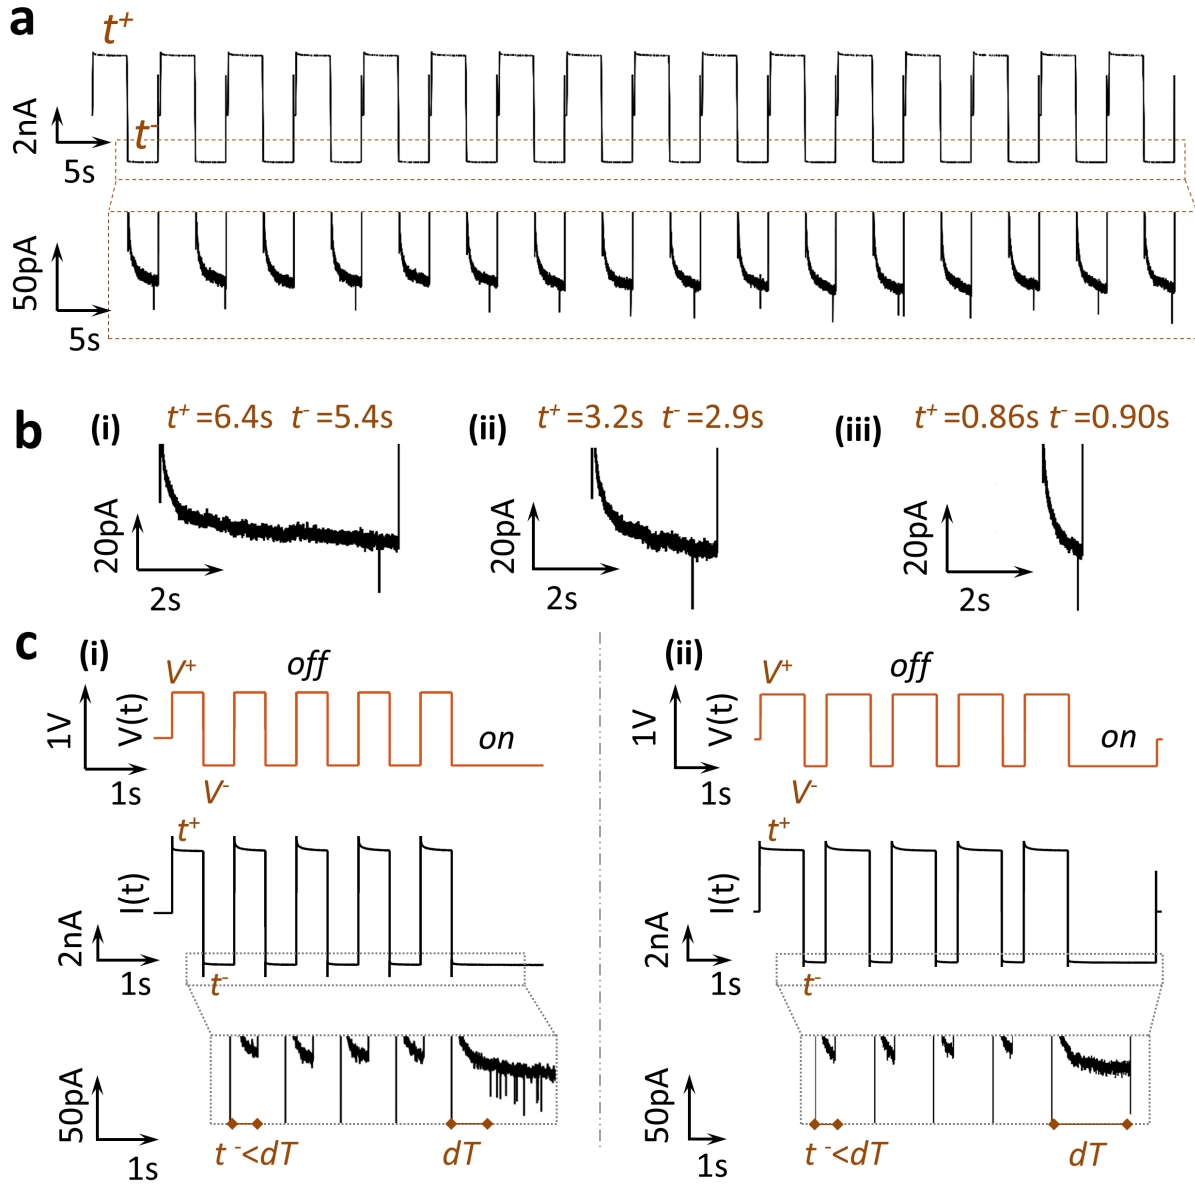 a
t⁺
2nA
t⁻
5s
50pA
5s
b
(i)
t⁺=6.4s t⁻=5.4s
20pA
2s
(ii)
t⁺=3.2s t⁻=2.9s
20pA
2s
(iii)
t⁺=0.86s t⁻=0.90s
20pA
2s
c
(i)
V⁺
off
1V
V(t)
on
1s
V⁻
t⁺
I(t)
2nA
1s
t⁻
50pA
1s
t⁻<dT
dT
(ii)
V⁺
off
1V
V(t)
on
1s
V⁻
t⁺
I(t)
2nA
1s
t⁻
50pA
1s
t⁻<dT
dT